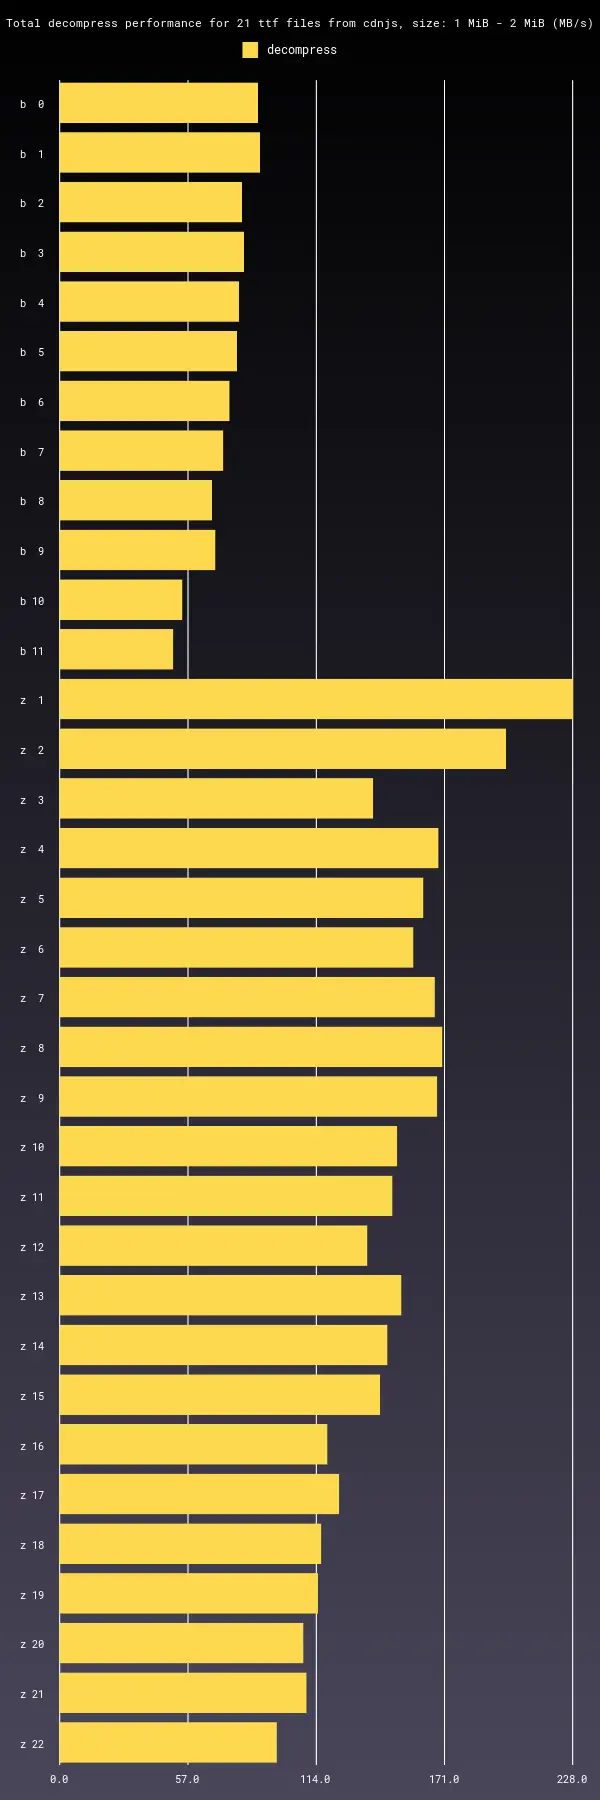 Total decompress performance for 21 ttf files from cdnjs, size: 1 MiB - 2 MiB (MB/s)
decompress
b 0
b 1
b 2
b 3
b 4
b 5
b 6
b 7
b 8
b 9
b 10
b 11
z 1
z 2
z 3
z 4
z 5
z 6
z 7
z 8
z 9
z 10
z 11
z 12
z 13
z 14
z 15
z 16
z 17
z 18
z 19
z 20
z 21
z 22
0.0 57.0 114.0 171.0 228.0